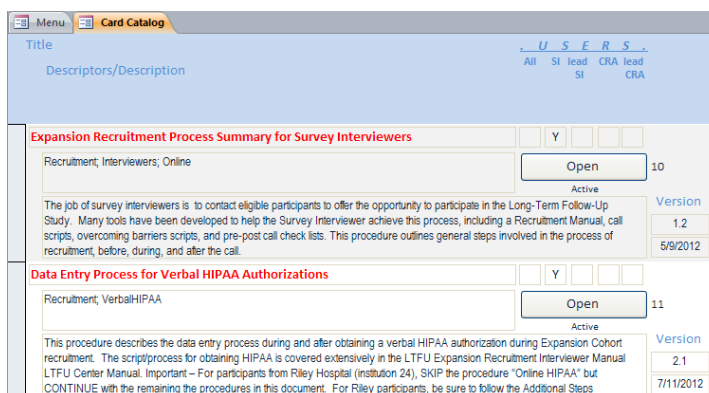 Menu Card Catalog
Title . U S E R S .
Descriptors/Description All SI lead CRA lead
SI CRA
Expansion Recruitment Process Summary for Survey Interviewers Y
Recruitment; Interviewers; Online Open 10
Active
The job of survey interviewers is to contact eligible participants to offer the opportunity to participate in the Long-Term Follow-Up Version
Study. Many tools have been developed to help the Survey Interviewer achieve this process, including a Recruitment Manual, call 1.2
scripts, overcoming barriers scripts, and pre-post call check lists. This procedure outlines general steps involved in the process of
recruitment, before, during, and after the call. 5/9/2012
Data Entry Process for Verbal HIPAA Authorizations Y
Recruitment; VerbalHIPAA Open 11
Active
This procedure describes the data entry process during and after obtaining a verbal HIPAA authorization during Expansion Cohort Version
recruitment. The script/process for obtaining HIPAA is covered extensively in the LTFU Expansion Recruitment Interviewer Manual
LTFU Center Manual. Important – For participants from Riley Hospital (institution 24), SKIP the procedure "Online HIPAA" but 2.1
CONTINUE with the remaining the procedures in this document. For Riley participants, be sure to follow the Additional Steps 7/11/2012